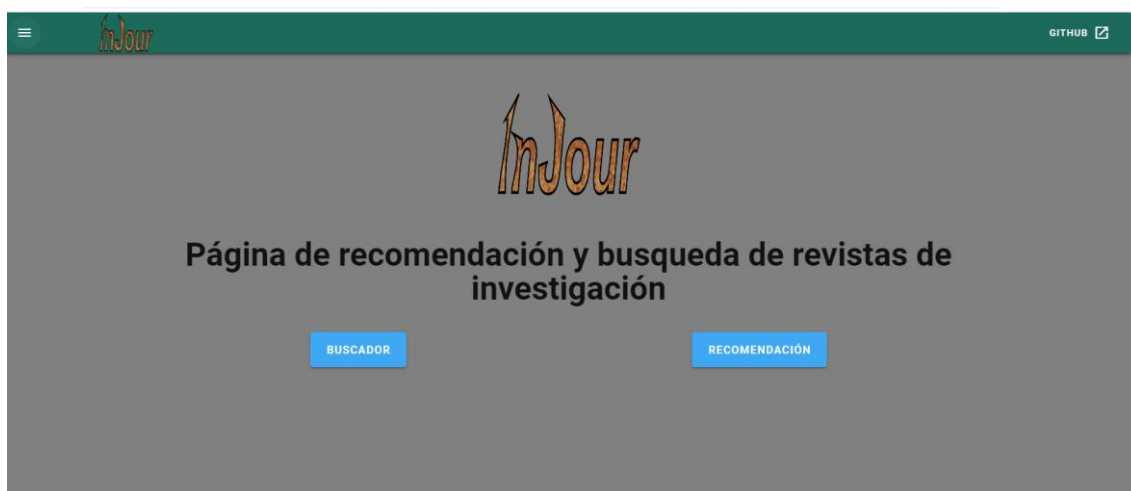 InJour
GITHUB
InJour
Página de recomendación y busqueda de revistas de
investigación
BUSCADOR
RECOMENDACIÓN